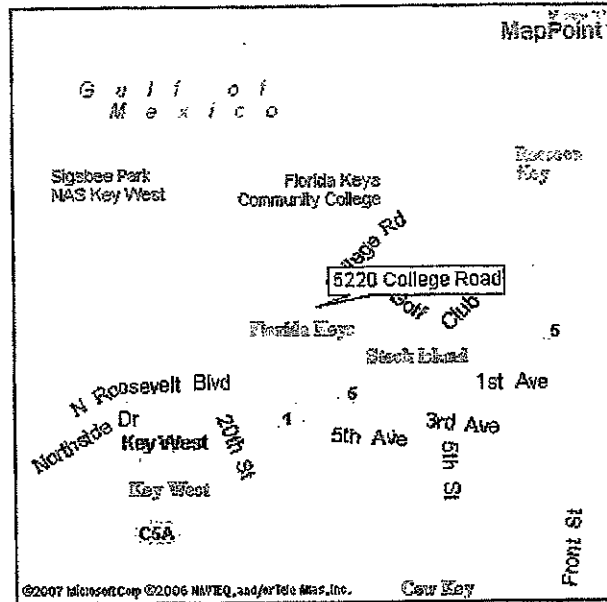 MapPoint
Gulf of
Mexico
Sigsbee Park
NAS Key West
Florida Keys
Community College
Raccoon
Key
College Rd
5220 College Road
Golf Club
Florida Keys
Stock Island
5
N Roosevelt Blvd
1st Ave
5
1
Northside Dr
20th St
5th Ave
3rd Ave
Key West
5th St
Key West
C5A
Front St
©2007 Microsoft Corp ©2006 NAVTEQ, and/or Tele Atlas, Inc.
Cow Key